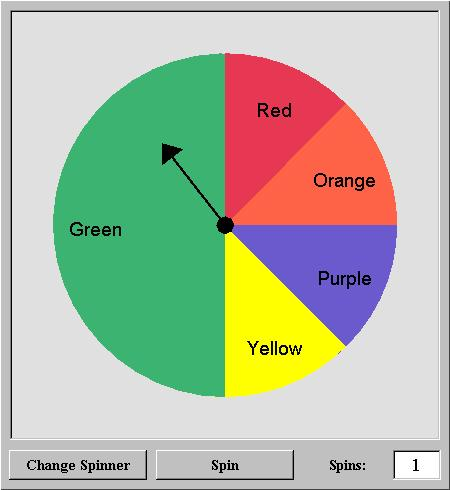 Red
Orange
Green
Purple
Yellow
Change Spinner Spin Spins: 1